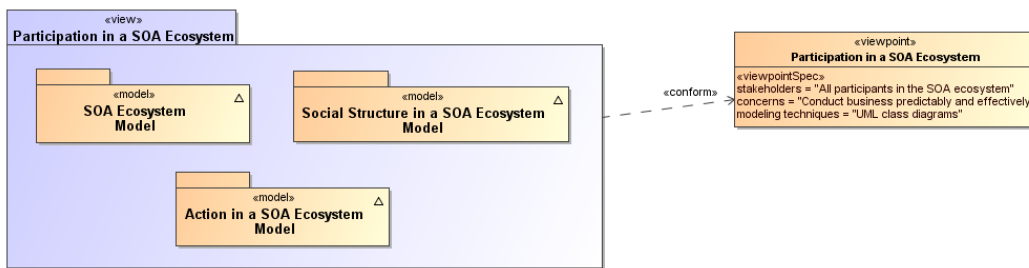 «view»
Participation in a SOA Ecosystem
«model»
SOA Ecosystem
Model
«model»
Social Structure in a SOA Ecosystem
Model
«model»
Action in a SOA Ecosystem
Model
«conform»
«viewpoint»
Participation in a SOA Ecosystem
«viewpointSpec»
stakeholders = "All participants in the SOA ecosystem"
concerns = "Conduct business predictably and effectively"
modeling techniques = "UML class diagrams"